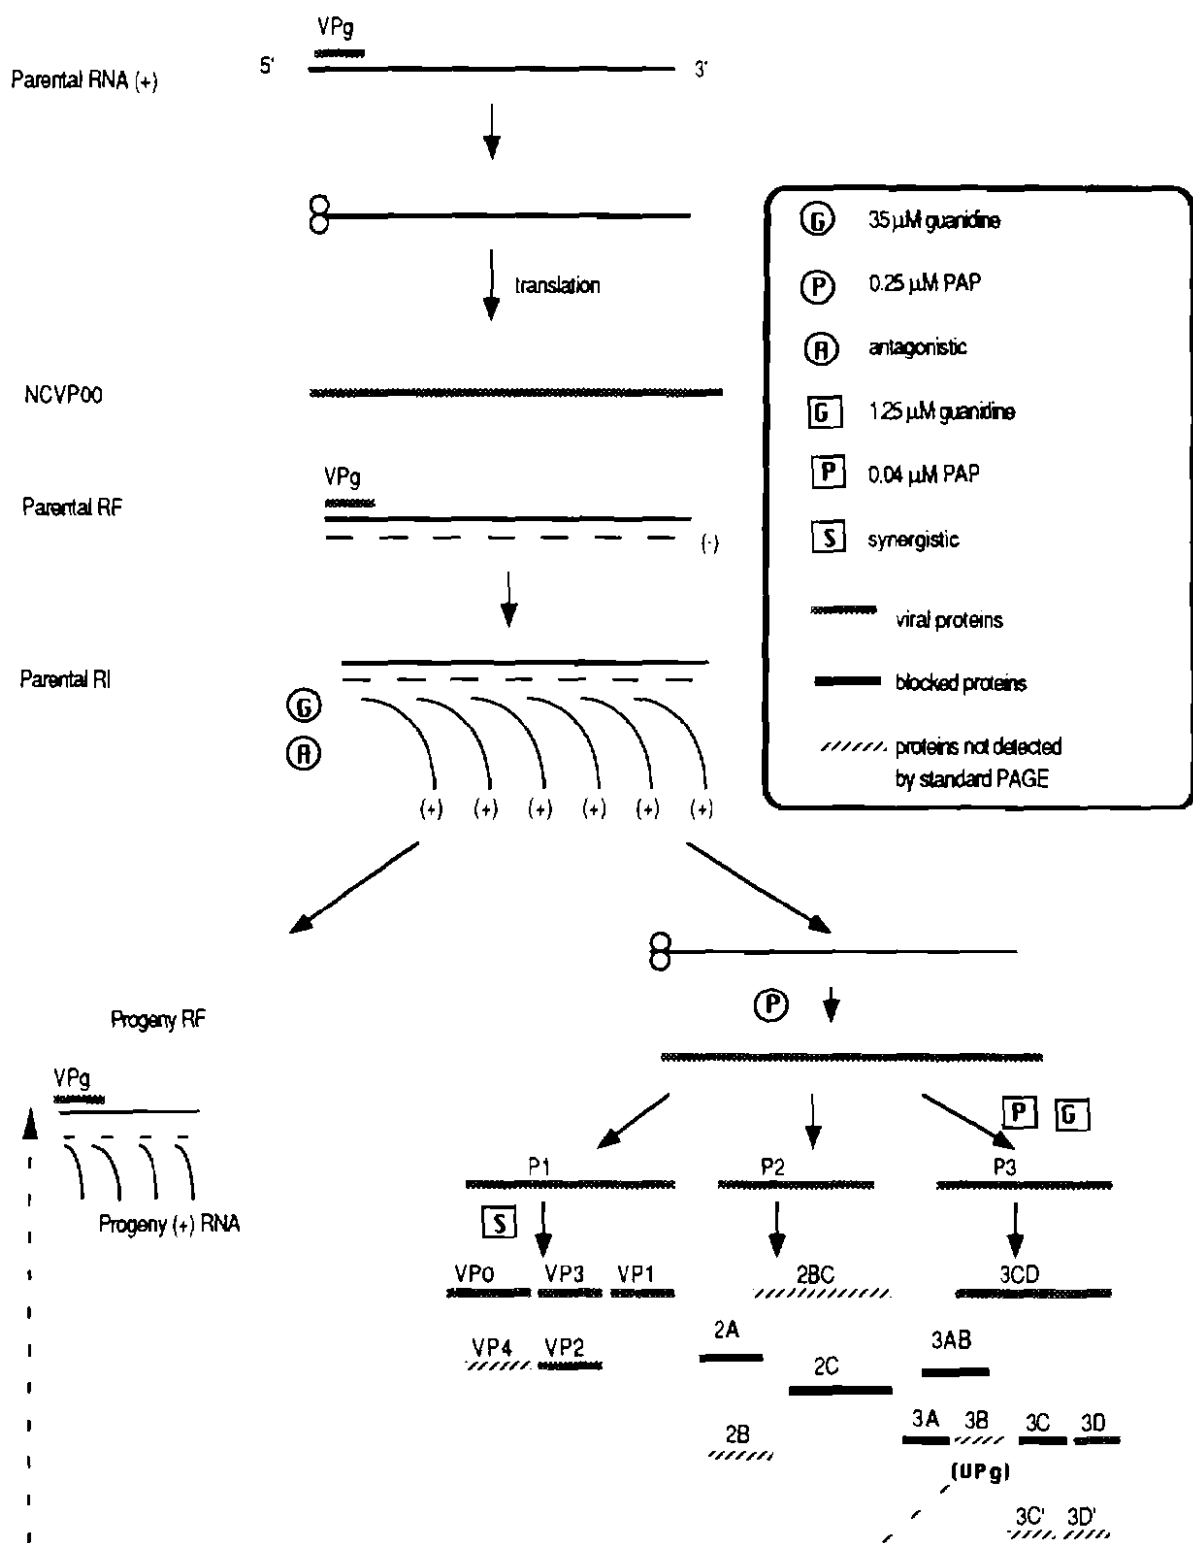 VPg
5'
3'
Parental RNA (+)
translation
NCVP00
VPg
Parental RF
(-)
Parental RI
G
A
(+) (+) (+) (+) (+) (+)
G 35 µM guanidine
P 0.25 µM PAP
A antagonistic
G 1.25 µM guanidine
P 0.04 µM PAP
S synergistic
viral proteins
blocked proteins
proteins not detected
by standard PAGE
P
Progeny RF
VPg
Progeny (+) RNA
P G
P1 P2 P3
S
VP0 VP3 VP1 2BC 3CD
VP4 VP2 2A 2C 3AB
2B 3A 3B 3C 3D
(UPg)
3C' 3D'